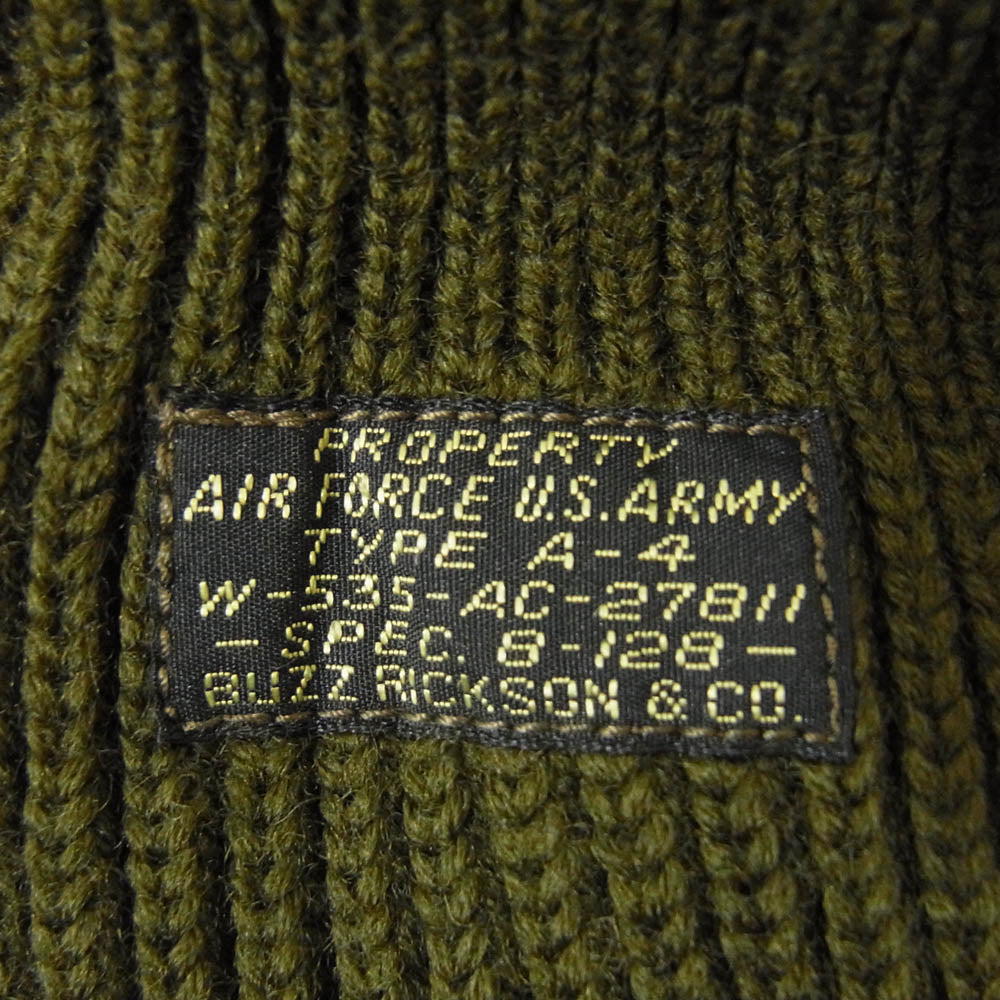 PROPERTY
AIR FORCE U.S. ARMY
TYPE A-4
W-535-AC-27811
— SPEC. 8-128 —
BUZZ RICKSON & CO.